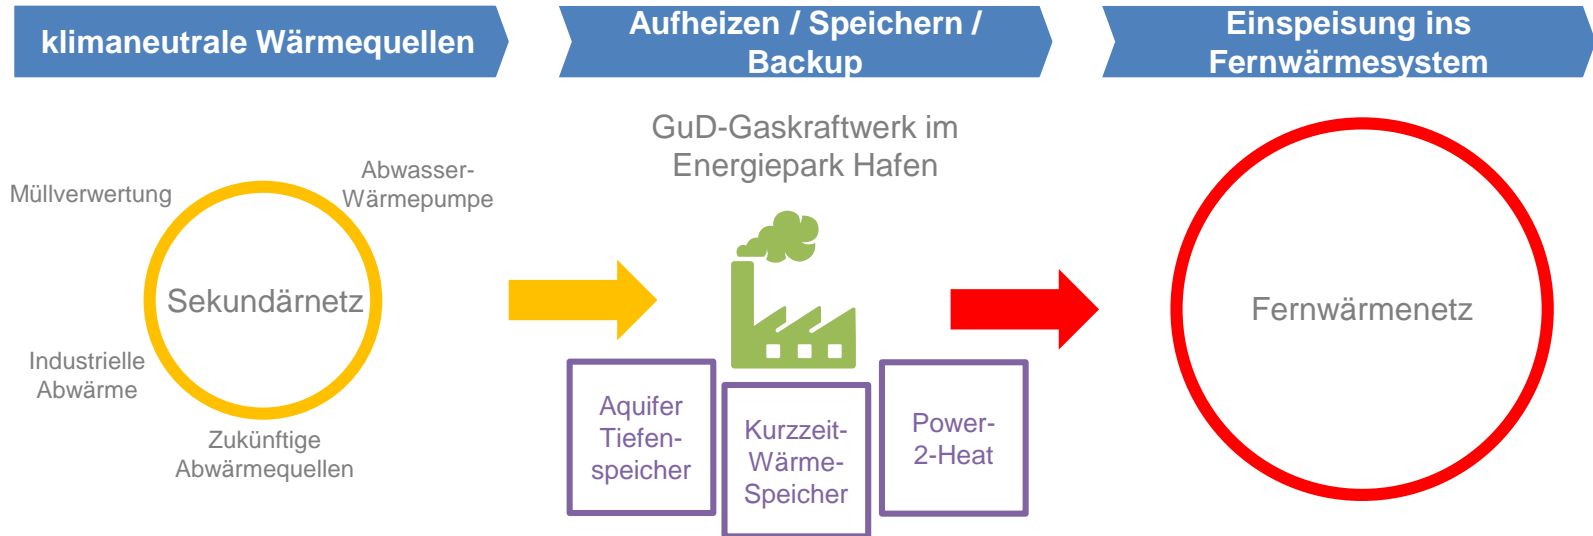 klimaneutrale Wärmequellen
Aufheizen / Speichern /
Backup
Einspeisung ins
Fernwärmesystem
Müllverwertung
Abwasser-
Wärmepumpe
Sekundärnetz
Industrielle
Abwärme
Zukünftige
Abwärmequellen
GuD-Gaskraftwerk im
Energiepark Hafen
Aquifer
Tiefen-
speicher
Kurzzeit-
Wärme-
Speicher
Power-
2-Heat
Fernwärmenetz